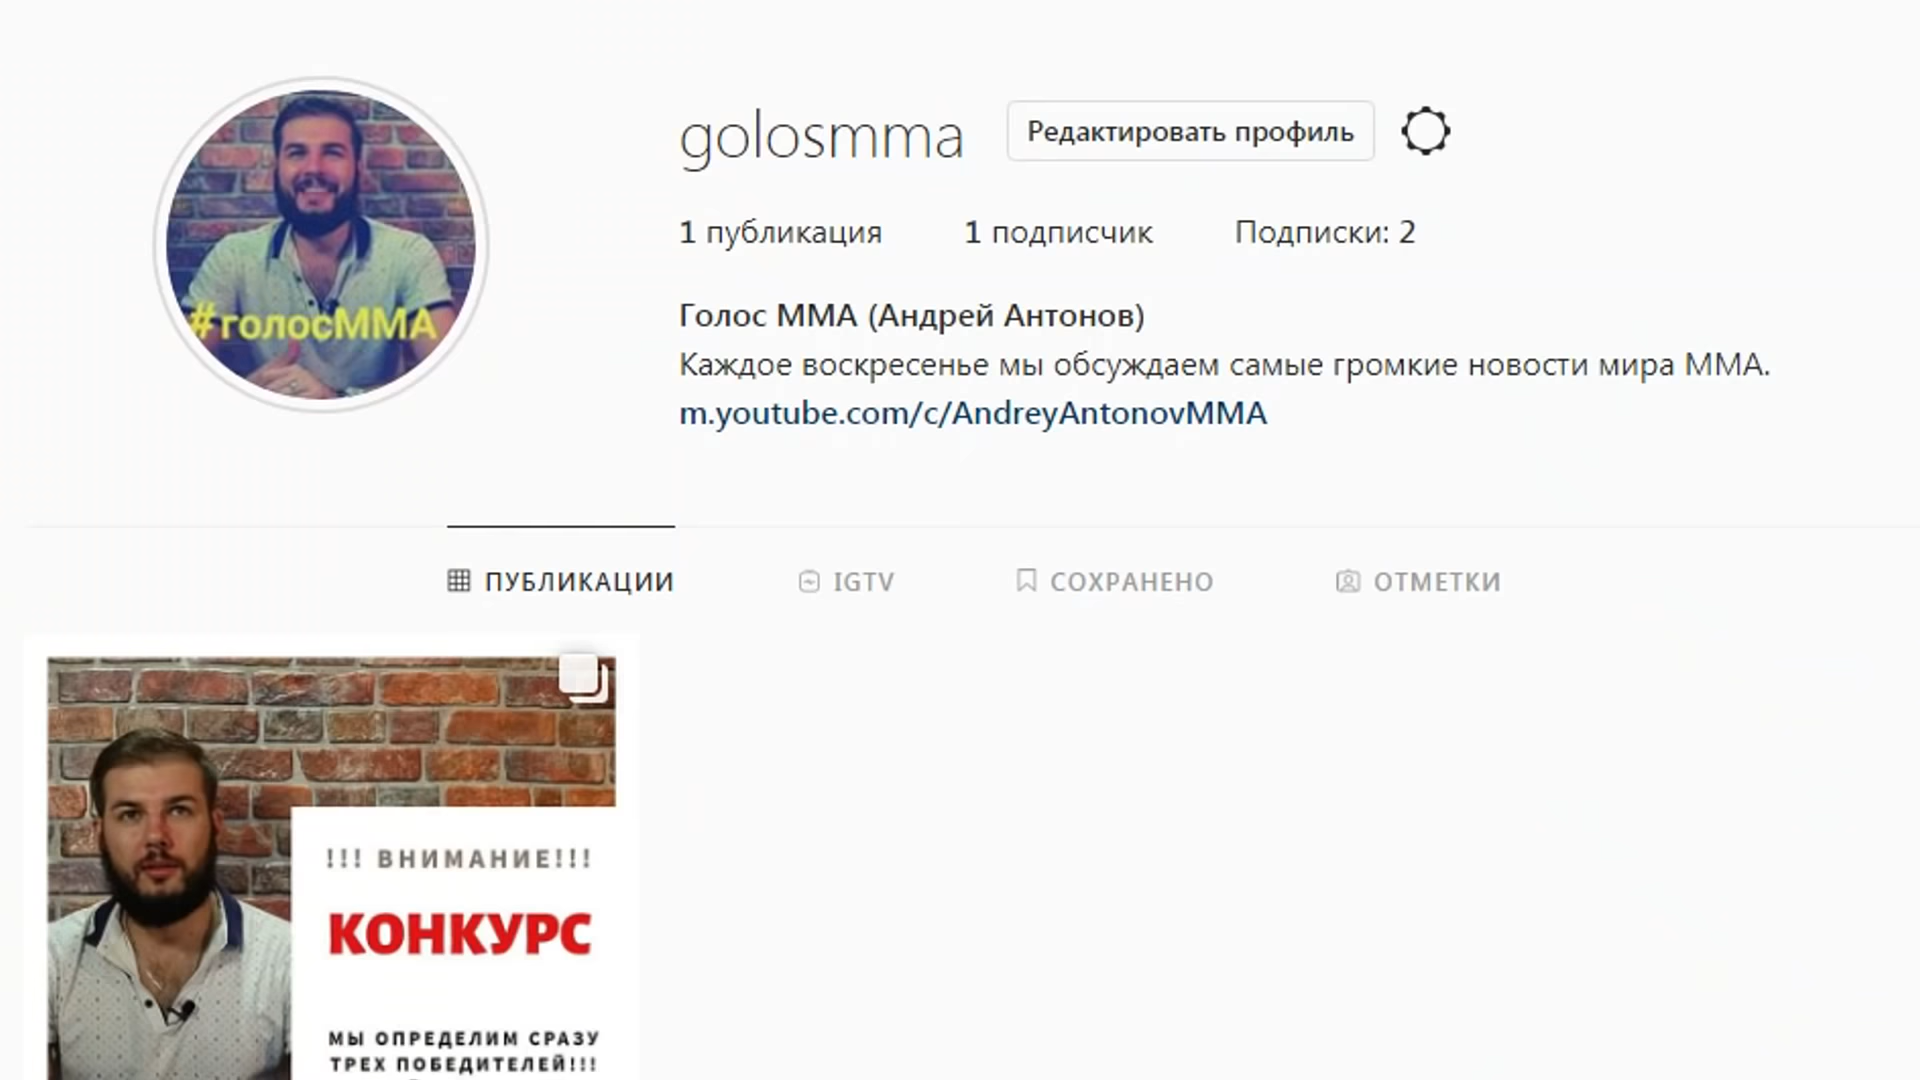 golosmma
Редактировать профиль
1 публикация
1 подписчик
Подписки: 2
Голос ММА (Андрей Антонов)
Каждое воскресенье мы обсуждаем самые громкие новости мира ММА.
m.youtube.com/c/AndreyAntonovMMA
#голосММА
ПУБЛИКАЦИИ
IGTV
СОХРАНЕНО
ОТМЕТКИ
!!! ВНИМАНИЕ!!!
КОНКУРС
МЫ ОПРЕДЕЛИМ СРАЗУ
ТРЕХ ПОБЕДИТЕЛЕЙ!!!